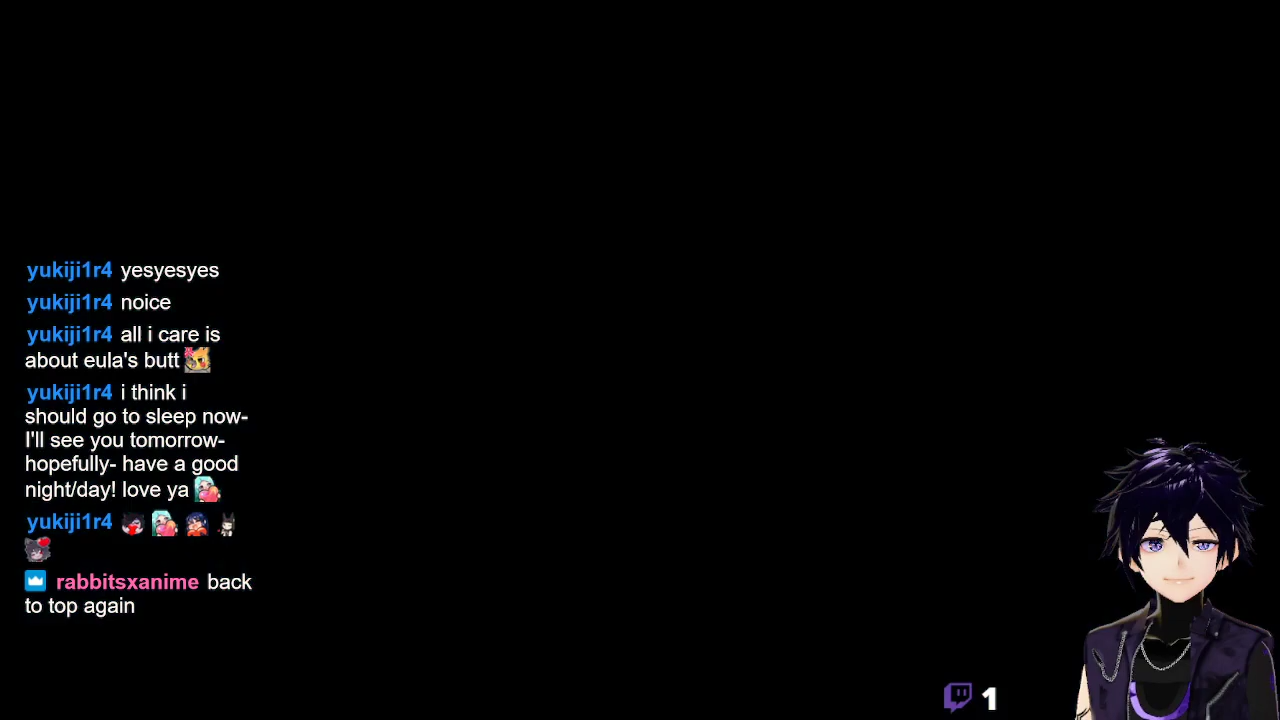 yukiji1r4 yesyesyes
yukiji1r4 noice
yukiji1r4 all i care is
about eula's butt
yukiji1r4 i think i
should go to sleep now-
I'll see you tomorrow-
hopefully- have a good
night/day! love ya
yukiji1r4
rabbitsxanime back
to top again
1